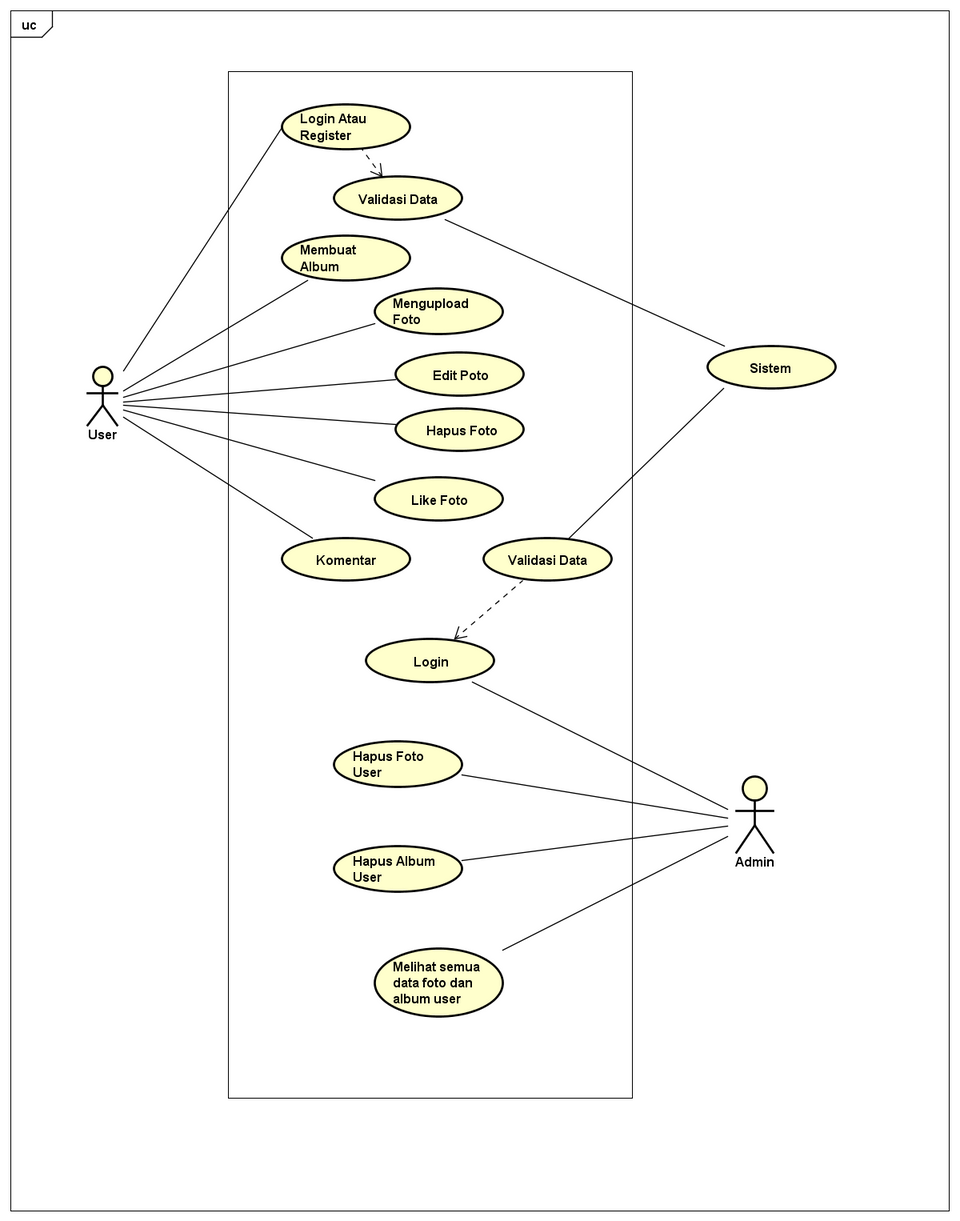 uc
Login Atau
Register
Validasi Data
Membuat
Album
Mengupload
Foto
Edit Poto
Sistem
Hapus Foto
User
Like Foto
Komentar
Validasi Data
Login
Hapus Foto
User
Hapus Album
User
Admin
Melihat semua
data foto dan
album user